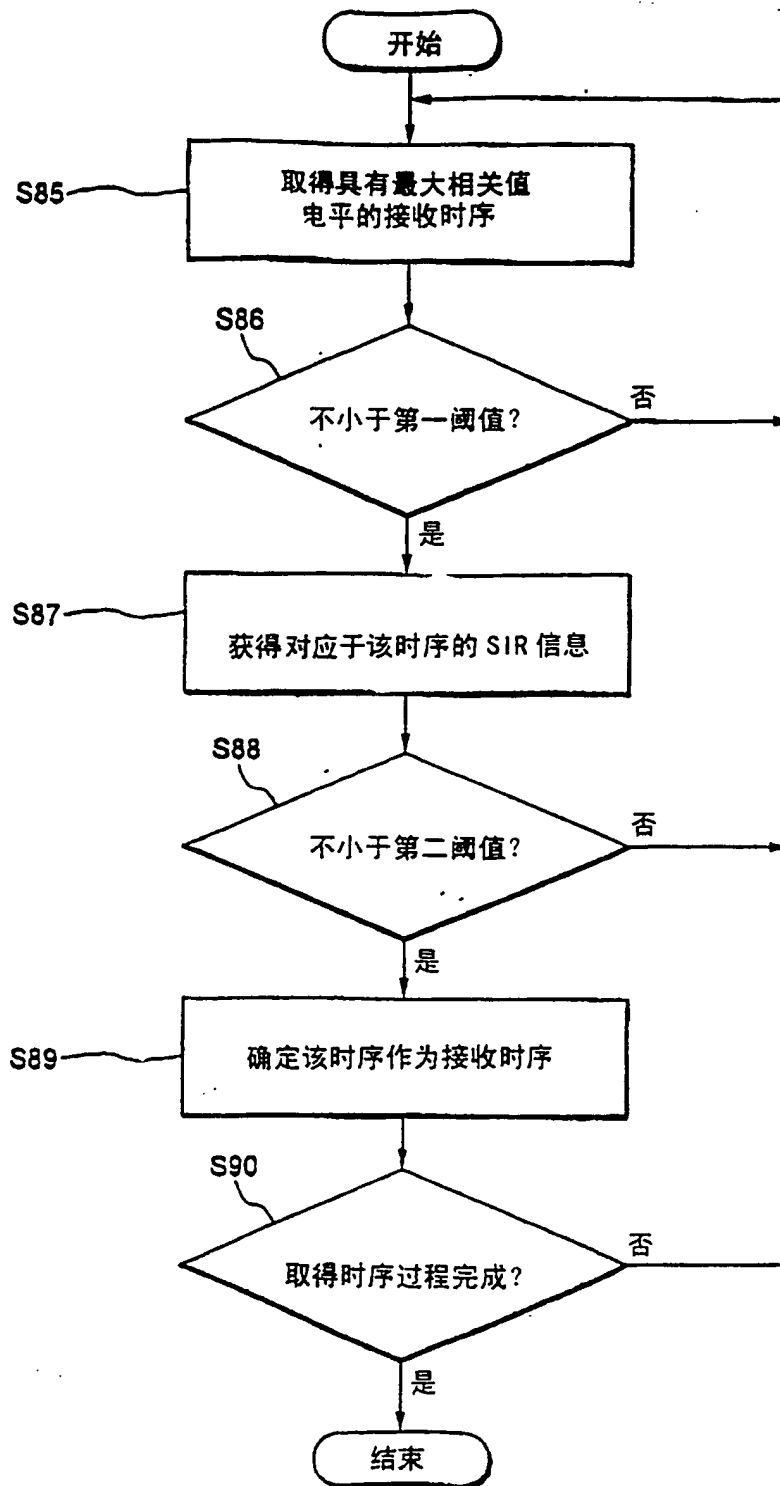 开始
S85
取得具有最大相关值
电平的接收时序
S86
不小于第一阈值?
否
是
S87
获得对应于该时序的 SIR 信息
S88
不小于第二阈值?
否
是
S89
确定该时序作为接收时序
S90
取得时序过程完成?
否
是
结束